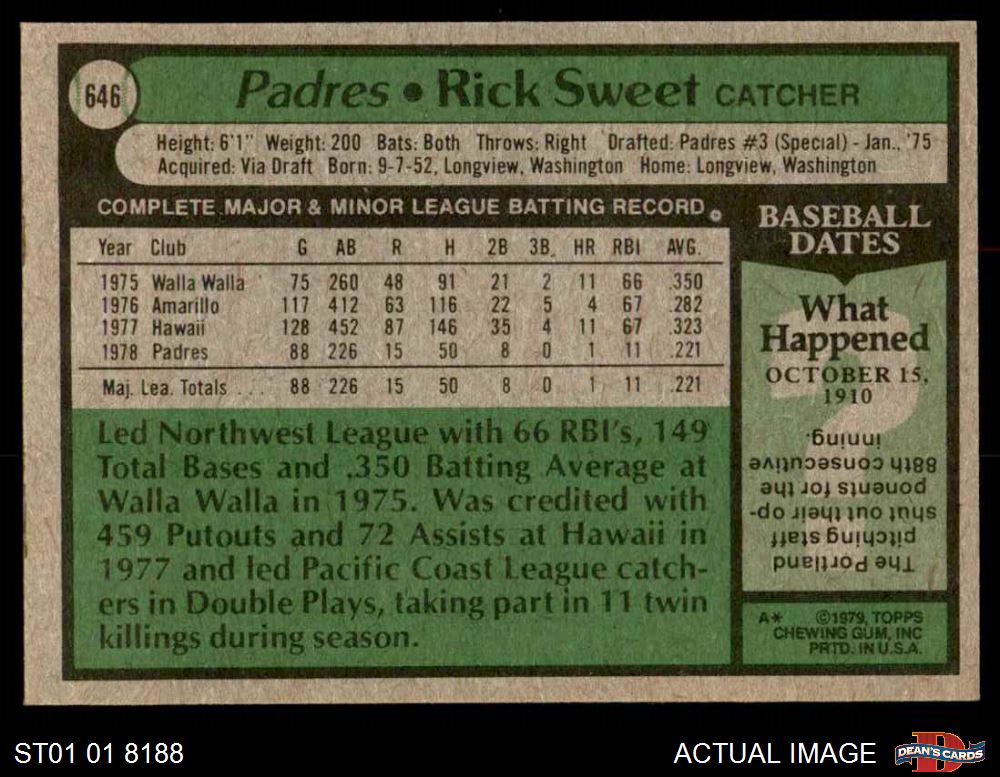 646
Padres • Rick Sweet CATCHER
Height: 6'1" Weight: 200 Bats: Both Throws: Right Drafted: Padres #3 (Special) - Jan., '75
Acquired: Via Draft Born: 9-7-52, Longview, Washington Home: Longview, Washington
COMPLETE MAJOR & MINOR LEAGUE BATTING RECORD
Year Club G AB R H 2B 3B HR RBI AVG.
1975 Walla Walla 75 260 48 91 21 2 11 66 .350
1976 Amarillo 117 412 63 116 22 5 4 67 .282
1977 Hawaii 128 452 87 146 35 4 11 67 .323
1978 Padres 88 226 15 50 8 0 1 11 .221
Maj. Lea. Totals . . . 88 226 15 50 8 0 1 11 .221
Led Northwest League with 66 RBI's, 149
Total Bases and .350 Batting Average at
Walla Walla in 1975. Was credited with
459 Putouts and 72 Assists at Hawaii in
1977 and led Pacific Coast League catch-
ers in Double Plays, taking part in 11 twin
killings during season.
BASEBALL
DATES
What
Happened
OCTOBER 15,
1910
The Portland
pitching staff
shut out their op-
ponents for the
88th consecutive
inning.
A* ©1979, TOPPS
CHEWING GUM, INC
PRTD. IN U.S.A.
ST01 01 8188
ACTUAL IMAGE
DEAN'S CARDS